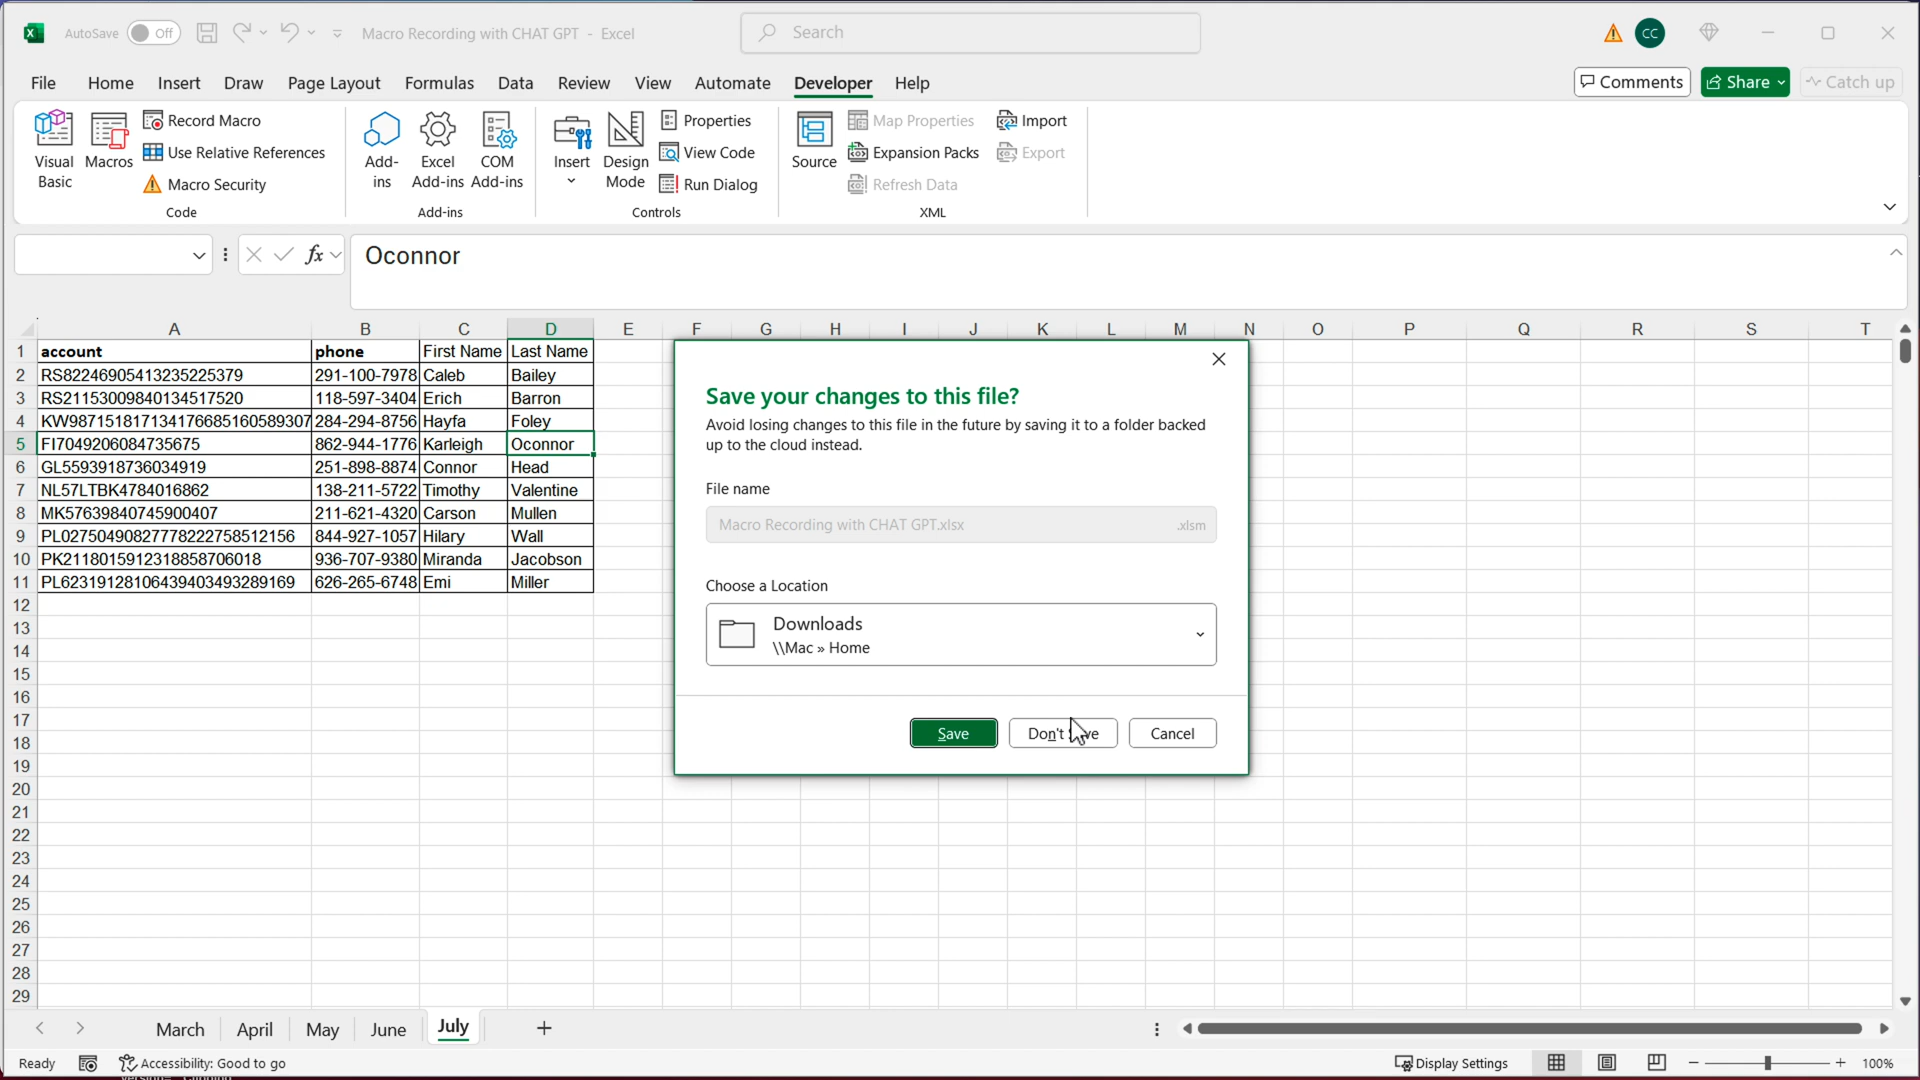 AutoSave Off Macro Recording with CHAT GPT - Excel Search CC
File Home Insert Draw Page Layout Formulas Data Review View Automate Developer Help Comments Share Catch up
Visual Basic
Macros
Record Macro
Use Relative References
Macro Security
Code
Add-ins
Excel Add-ins
COM Add-ins
Add-ins
Insert
Design Mode
Properties
View Code
Run Dialog
Controls
Source
Map Properties
Expansion Packs
Refresh Data
Import
Export
XML
fx Oconnor
A B C D E F G H I J K L M N O P Q R S T
1 account phone First Name Last Name
2 RS82246905413235225379 291-100-7978 Caleb Bailey
3 RS21153009840134517520 118-597-3404 Erich Barron
4 KW9871518171341766851605893​07 284-294-8756 Hayfa Foley
5 FI7049206084735675 862-944-1776 Karleigh Oconnor
6 GL5593918736034919 251-898-8874 Connor Head
7 NL57LTBK4784016862 138-211-5722 Timothy Valentine
8 MK57639840745900407 211-621-4320 Carson Mullen
9 PL02750490827778222758512156 844-927-1057 Hilary Wall
10 PK2118015912318858706018 936-707-9380 Miranda Jacobson
11 PL62319128106439403493289169 626-265-6748 Emi Miller
12
13
14
15
16
17
18
19
20
21
22
23
24
25
26
27
28
29
Save your changes to this file?
Avoid losing changes to this file in the future by saving it to a folder backed
up to the cloud instead.
File name
Macro Recording with CHAT GPT.xlsx .xlsm
Choose a Location
Downloads
\\Mac » Home
Save Don't Cancel
March April May June July +
Ready Accessibility: Good to go Display Settings 100%